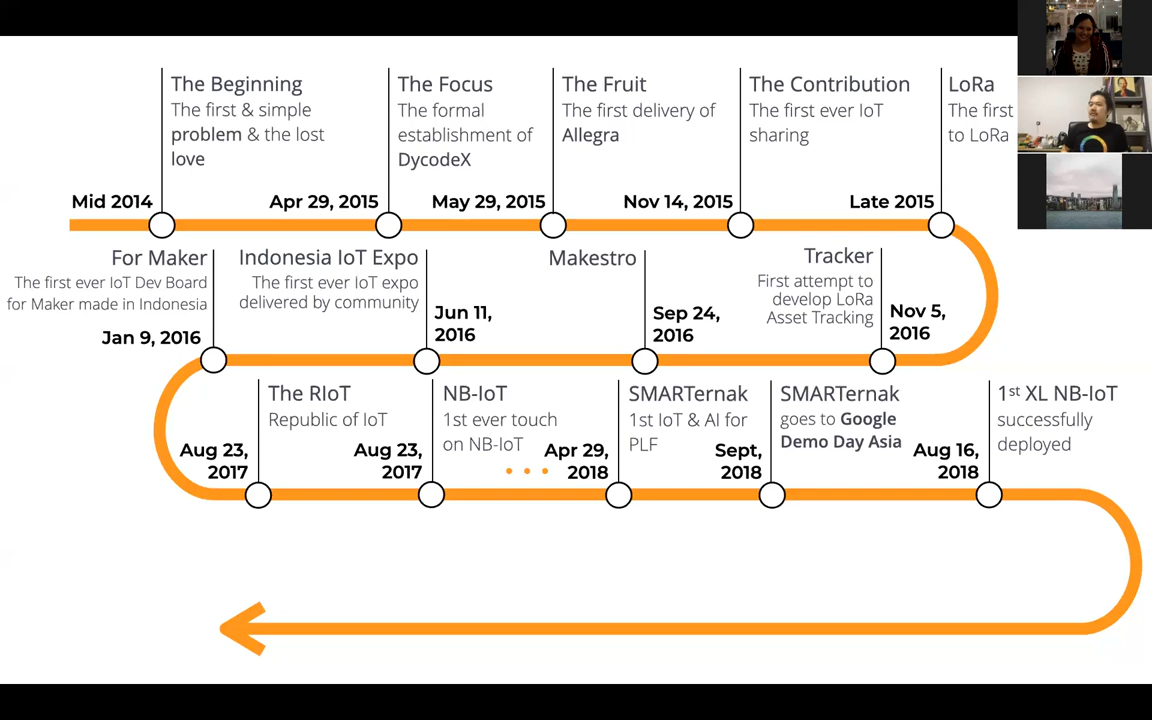 The Beginning
The first & simple
problem & the lost
love
Mid 2014
The Focus
The formal
establishment of
DycodeX
Apr 29, 2015
The Fruit
The first delivery of
Allegra
May 29, 2015
The Contribution
The first ever IoT
sharing
Nov 14, 2015
LoRa
The first
to LoRa
Late 2015
For Maker
The first ever IoT Dev Board
for Maker made in Indonesia
Jan 9, 2016
Indonesia IoT Expo
The first ever IoT expo
delivered by community
Jun 11,
2016
Makestro
Sep 24,
2016
Tracker
First attempt to
develop LoRa
Asset Tracking
Nov 5,
2016
The RIoT
Republic of IoT
Aug 23,
2017
NB-IoT
1st ever touch
on NB-IoT
Aug 23,
2017
SMARTernak
1st IoT & AI for
PLF
Apr 29,
2018
SMARTernak
goes to Google
Demo Day Asia
Sept,
2018
1st XL NB-IoT
successfully
deployed
Aug 16,
2018